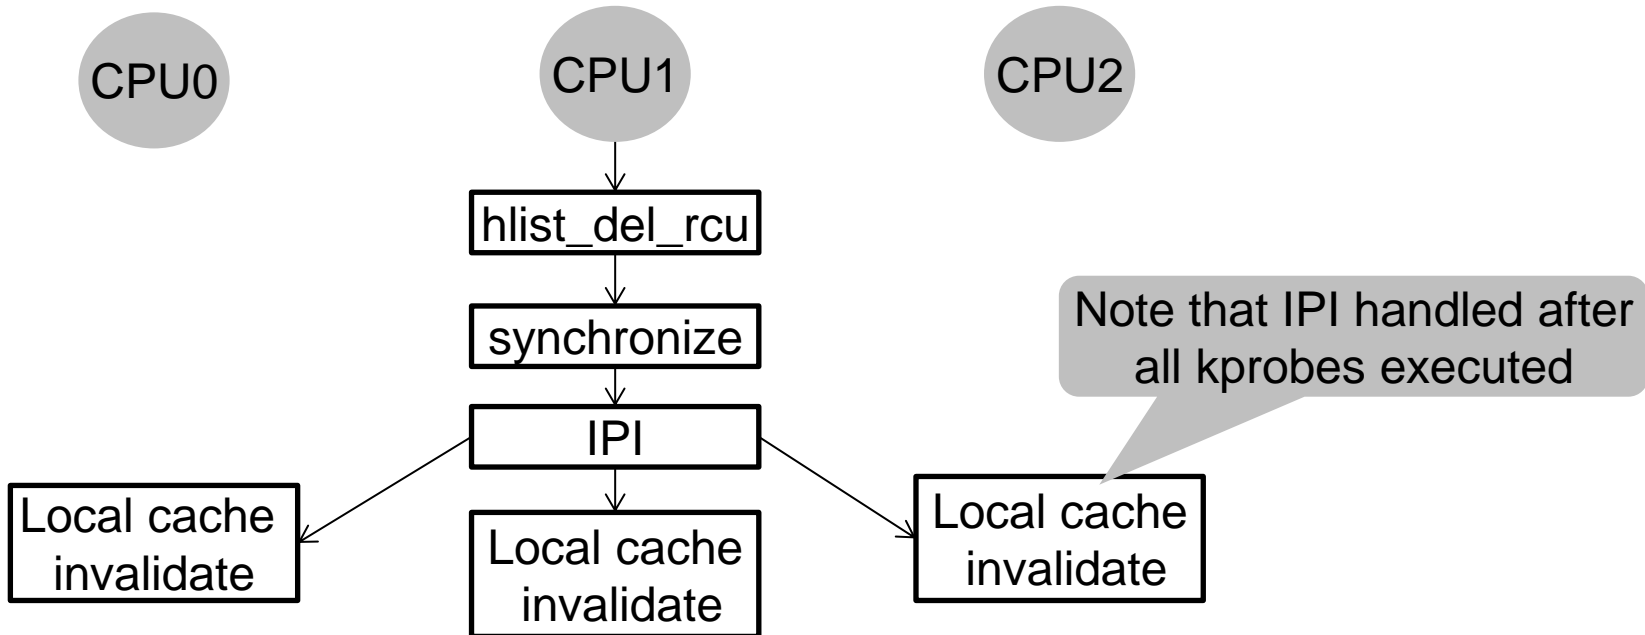 CPU0
CPU1
CPU2
hlist_del_rcu
synchronize
Note that IPI handled after
all kprobes executed
IPI
Local cache
invalidate
Local cache
invalidate
Local cache
invalidate